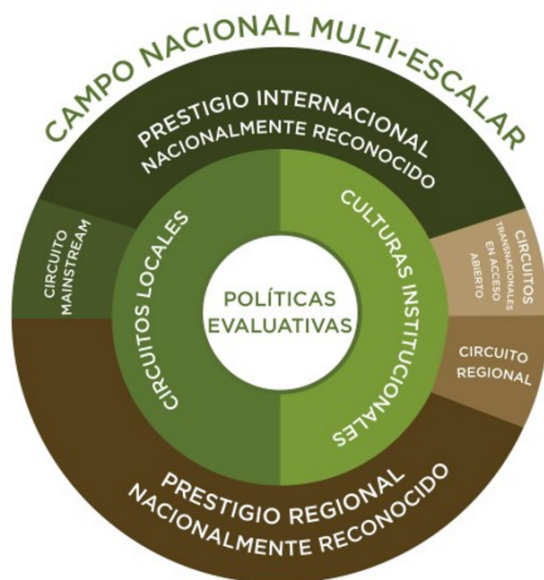 CAMPO NACIONAL MULTI-ESCALAR
PRESTIGIO INTERNACIONAL
NACIONALMENTE RECONOCIDO
CIRCUITO
MAINSTREAM
CIRCUITOS LOCALES
POLÍTICAS
EVALUATIVAS
CULTURAS INSTITUCIONALES
CIRCUITOS
TRANSNACIONALES
EN ACCESO
ABIERTO
CIRCUITO
REGIONAL
PRESTIGIO REGIONAL
NACIONALMENTE RECONOCIDO